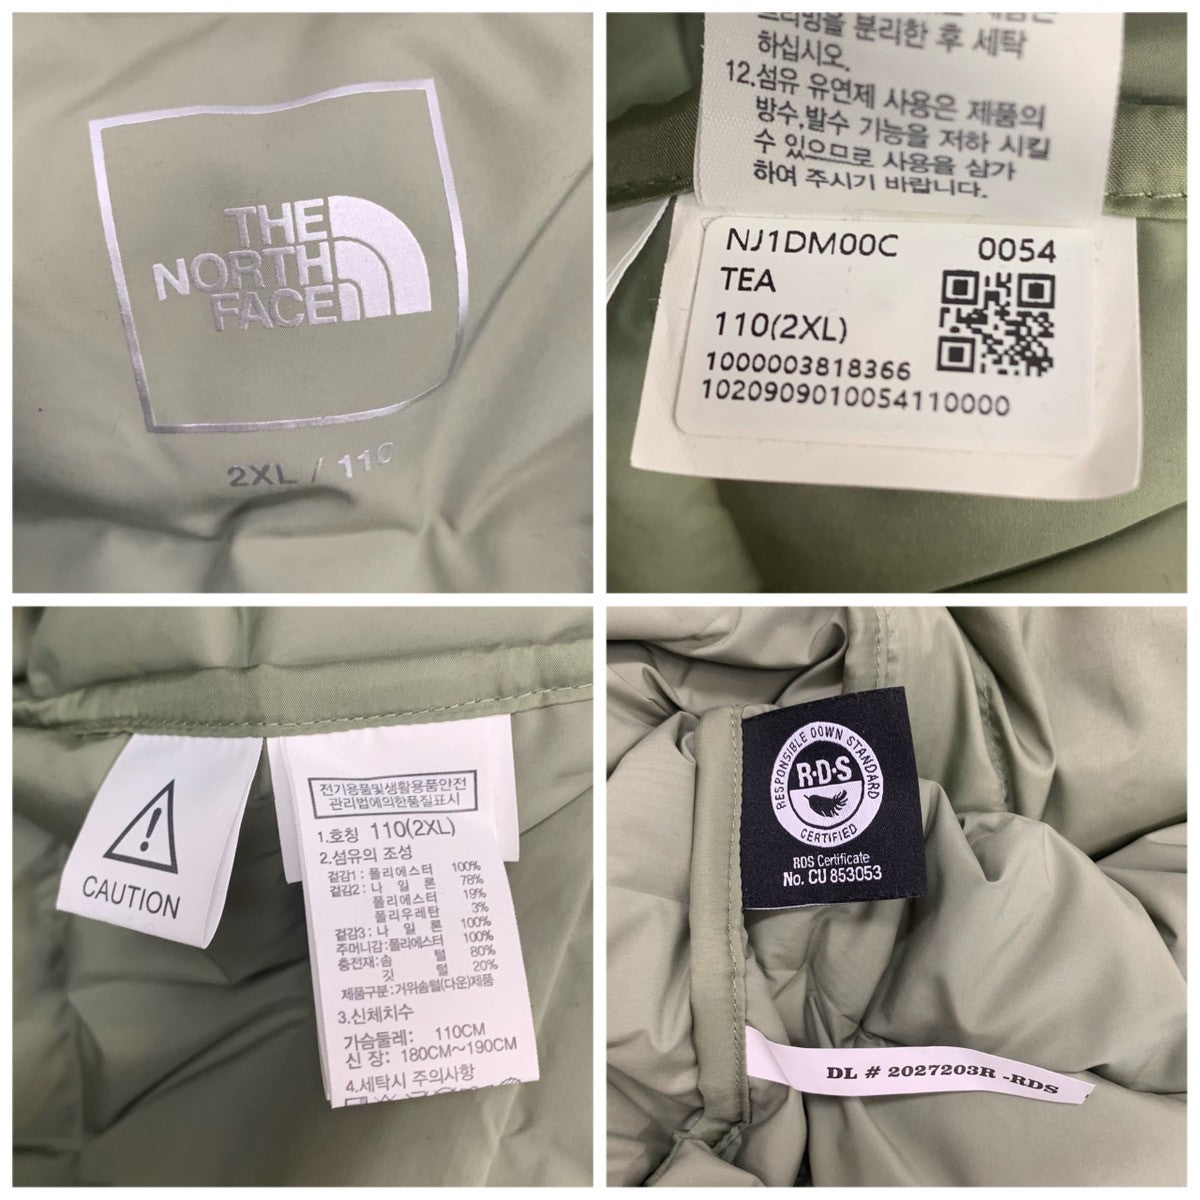 THE
NORTH
FACE
2XL / 110
드리밍을 분리한 후 세탁
하십시오.
12.섬유 유연제 사용은 제품의
방수,발수 기능을 저하 시킬
수 있으므로 사용을 삼가
하여 주시기 바랍니다.
NJ1DM00C 0054
TEA
110(2XL)
1000003818366
1020909010054110000
CAUTION
전기용품및생활용품안전
관리법에의한품질표시
1.호칭 110(2XL)
2.섬유의 조성
겉감1: 폴리에스터 100%
겉감2: 나 일 론 78%
폴리에스터 19%
폴리우레탄 3%
겉감3: 나 일 론 100%
주머니감:폴리에스터 100%
충전재: 솜 털 80%
깃 털 20%
제품구분:거위솜털(다운)제품
3.신체치수
가슴둘레: 110CM
신 장: 180CM~190CM
4.세탁시 주의사항
RESPONSIBLE DOWN STANDARD
R·D·S
CERTIFIED
RDS Certificate
No. CU 853053
DL # 2027203R -RDS